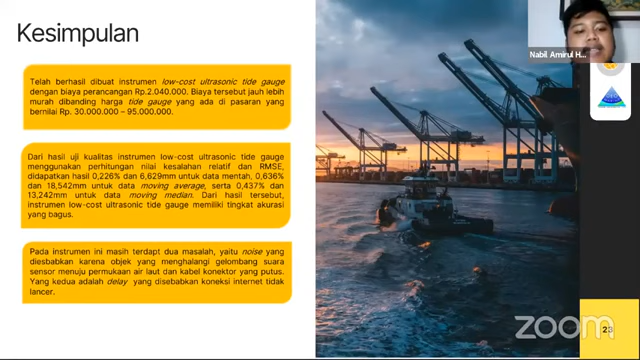 Kesimpulan
Telah berhasil dibuat instrumen low-cost ultrasonic tide gauge
dengan biaya perancangan Rp.2.040.000. Biaya tersebut jauh lebih
murah dibanding harga tide gauge yang ada di pasaran yang
bernilai Rp. 30.000.000 – 95.000.000.
Dari hasil uji kualitas instrumen low-cost ultrasonic tide gauge
menggunakan perhitungan nilai kesalahan relatif dan RMSE,
didapatkan hasil 0,226% dan 6,629mm untuk data mentah, 0,636%
dan 18,542mm untuk data moving average, serta 0,437% dan
13,242mm untuk data moving median. Dari hasil tersebut,
instrumen low-cost ultrasonic tide gauge memiliki tingkat akurasi
yang bagus.
Pada instrumen ini masih terdapt dua masalah, yaitu noise yang
diesbabkan karena objek yang menghalangi gelombang suara
sensor menuju permukaan air laut dan kabel konektor yang putus.
Yang kedua adalah delay yang disebabkan koneksi internet tidak
lancer.
Nabil Amirul H...
23
zoom